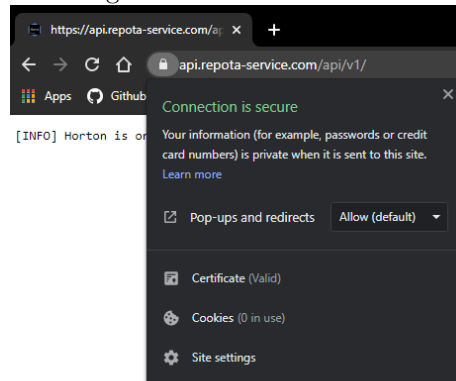 https://api.repota-service.com/ap
api.repota-service.com/api/v1/
Apps Github
Connection is secure
[INFO] Horton is or
Your information (for example, passwords or credit
card numbers) is private when it is sent to this site.
Learn more
Pop-ups and redirects Allow (default)
Certificate (Valid)
Cookies (0 in use)
Site settings